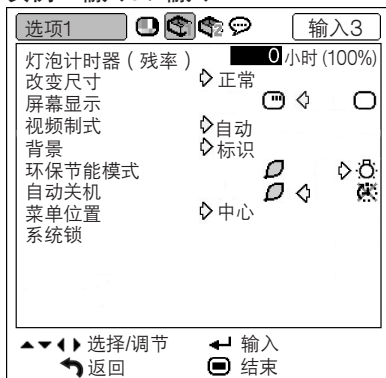 选项1 输入3
灯泡计时器(残率) 0 小时(100%)
改变尺寸 正常
屏幕显示
视频制式 自动
背景 标识
环保节能模式
自动关机
菜单位置 中心
系统锁
选择/调节 输入
返回 结束